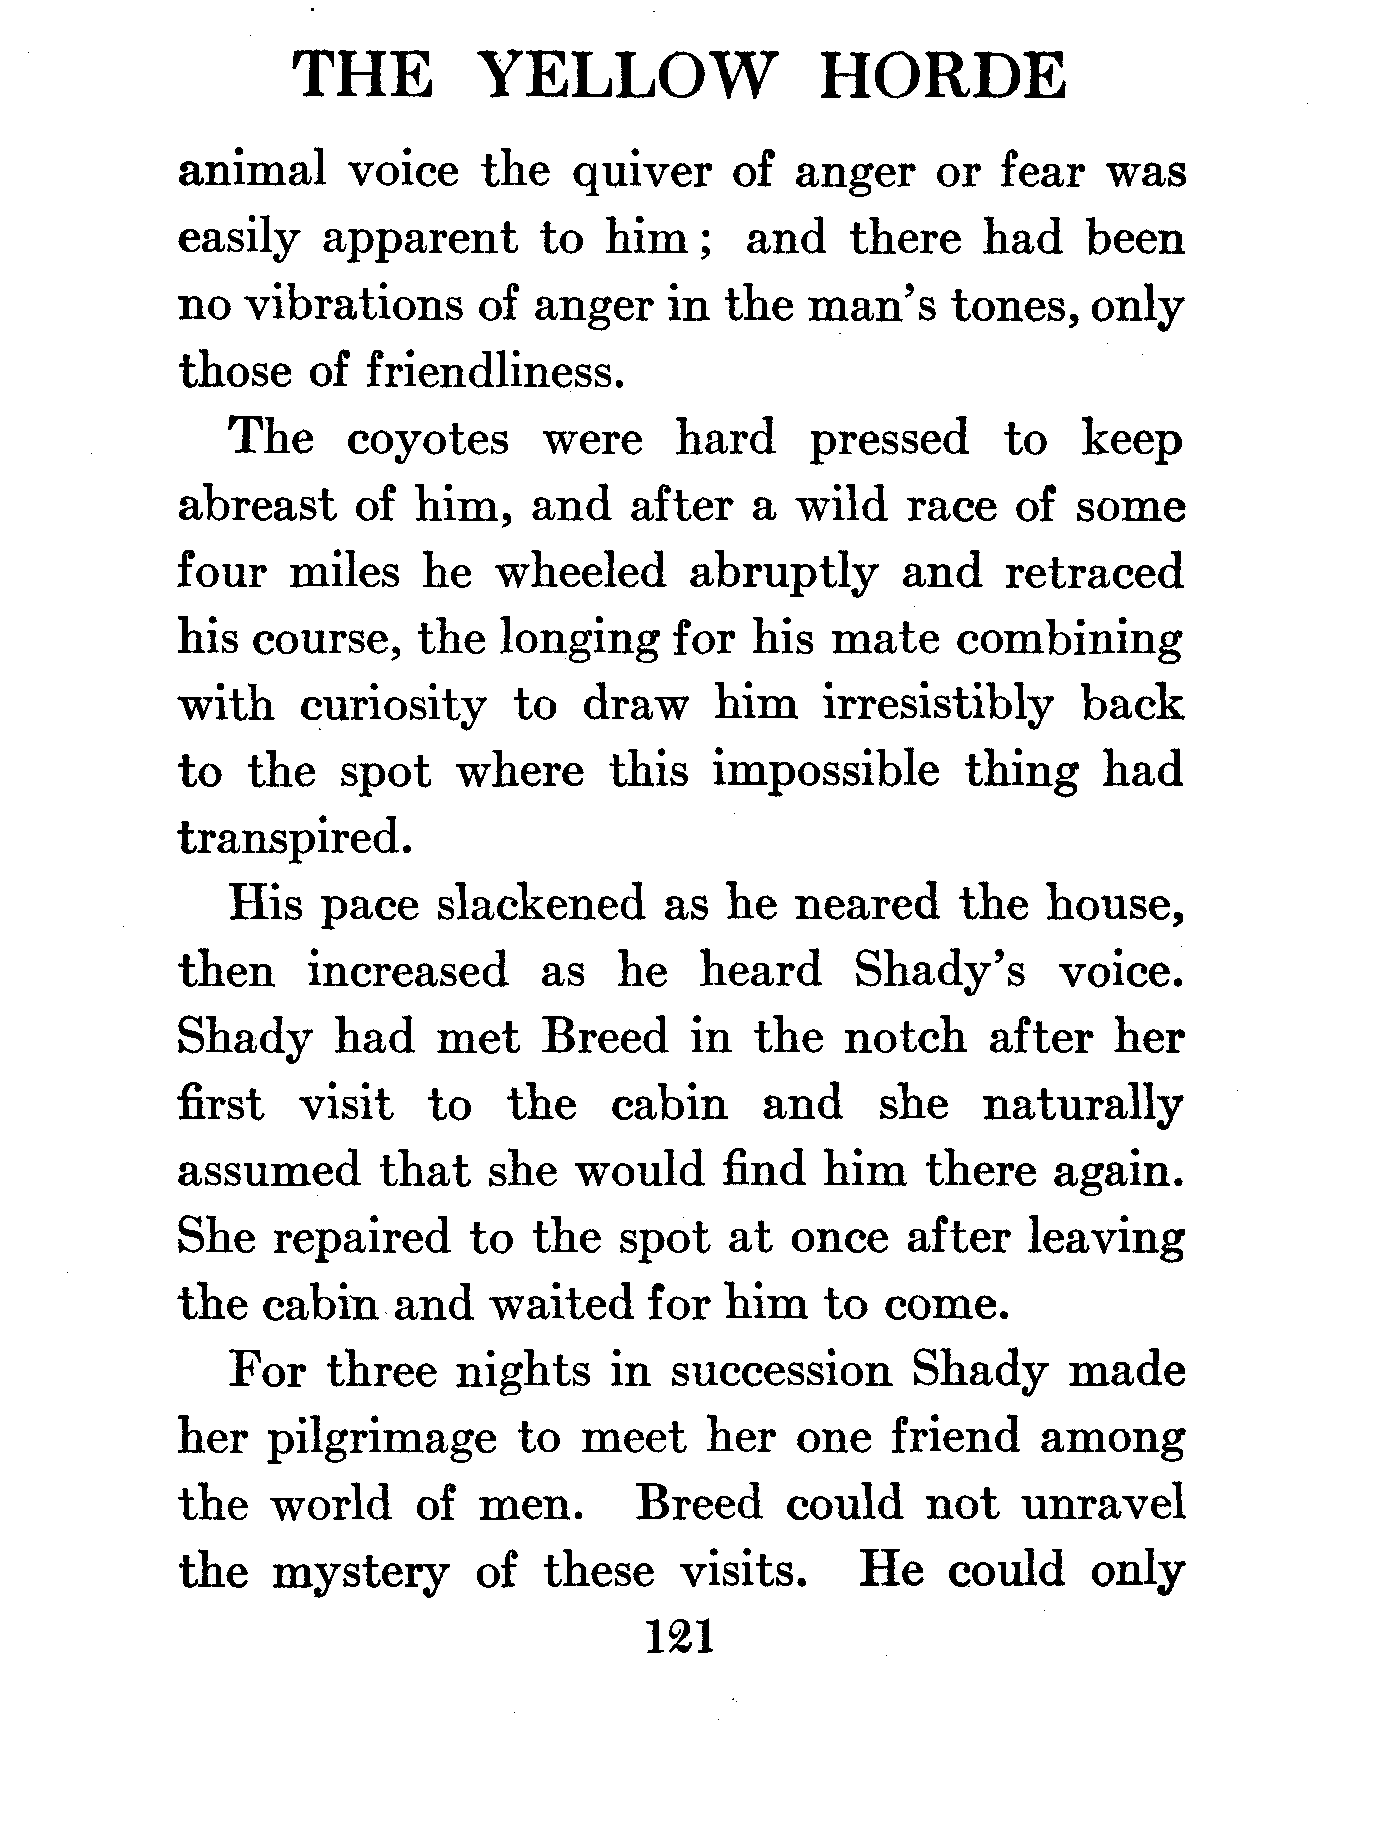 THE YELLOW HORDE
animal voice the quiver of anger or fear was
easily apparent to him; and there had been
no vibrations of anger in the man's tones, only
those of friendliness.
The coyotes were hard pressed to keep
abreast of him, and after a wild race of some
four miles he wheeled abruptly and retraced
his course, the longing for his mate combining
with curiosity to draw him irresistibly back
to the spot where this impossible thing had
transpired.
His pace slackened as he neared the house,
then increased as he heard Shady's voice.
Shady had met Breed in the notch after her
first visit to the cabin and she naturally
assumed that she would find him there again.
She repaired to the spot at once after leaving
the cabin and waited for him to come.
For three nights in succession Shady made
her pilgrimage to meet her one friend among
the world of men. Breed could not unravel
the mystery of these visits. He could only
121